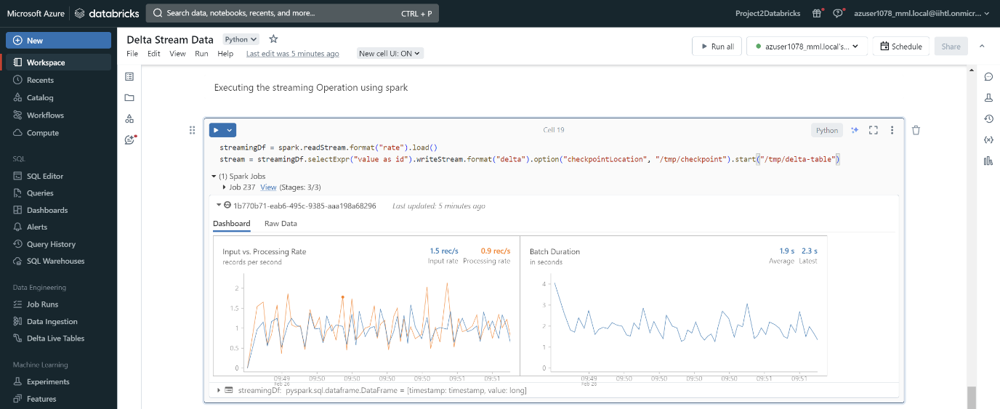 Microsoft Azure databricks Search data, notebooks, recents, and more... CTRL + P Project2Databricks azuser1078_mml.local@iihtl.onmicr...
New
Workspace
Recents
Catalog
Workflows
Compute
SQL
SQL Editor
Queries
Dashboards
Alerts
Query History
SQL Warehouses
Data Engineering
Job Runs
Data Ingestion
Delta Live Tables
Machine Learning
Experiments
Features
Delta Stream Data Python
File Edit View Run Help Last edit was 5 minutes ago New cell UI: ON
Run all azuser1078_mml.local's... Schedule Share
Executing the streaming Operation using spark
Cell 19 Python
streamingDf = spark.readStream.format("rate").load()
stream = streamingDf.selectExpr("value as id").writeStream.format("delta").option("checkpointLocation", "/tmp/checkpoint").start("/tmp/delta-table")
(1) Spark Jobs
Job 237 View (Stages: 3/3)
1b770b71-eab6-495c-9385-aaa198a68296 Last updated: 5 minutes ago
Dashboard Raw Data
Input vs. Processing Rate 1.5 rec/s 0.9 rec/s
records per second Input rate Processing rate
2
1.5
1
0.5
0
09:49 09:50 09:50 09:50 09:50 09:51 09:51
Feb 26
Batch Duration 1.9 s 2.3 s
in seconds Average Latest
4
3
2
1
0
09:49 09:50 09:50 09:50 09:50 09:51 09:51
Feb 26
streamingDf: pyspark.sql.dataframe.DataFrame = [timestamp: timestamp, value: long]